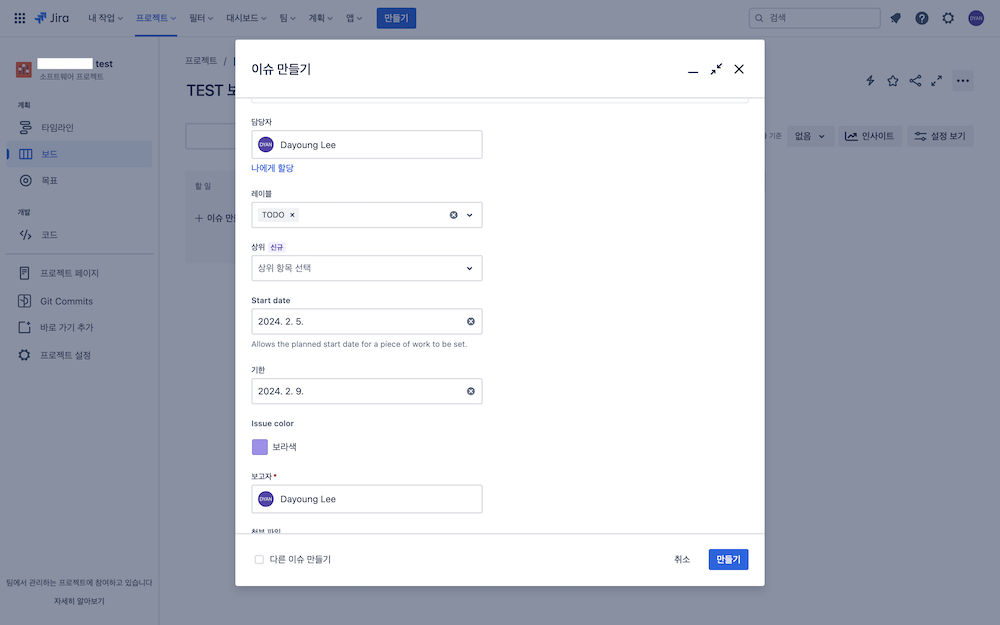 Jira
내 작업
프로젝트
필터
대시보드
팀
계획
앱
만들기
검색
DYAN
test
소프트웨어 프로젝트
계획
타임라인
보드
목표
개발
코드
프로젝트 페이지
Git Commits
바로 가기 추가
프로젝트 설정
팀에서 관리하는 프로젝트에 참여하고 있습니다
자세히 알아보기
프로젝트 /
TEST 보
할 일
+ 이슈 만
기준
없음
인사이트
설정 보기
이슈 만들기
담당자
DYAN Dayoung Lee
나에게 할당
레이블
TODO ×
상위 신규
상위 항목 선택
Start date
2024. 2. 5.
Allows the planned start date for a piece of work to be set.
기한
2024. 2. 9.
Issue color
보라색
보고자 *
DYAN Dayoung Lee
첨부 파일
다른 이슈 만들기
취소
만들기